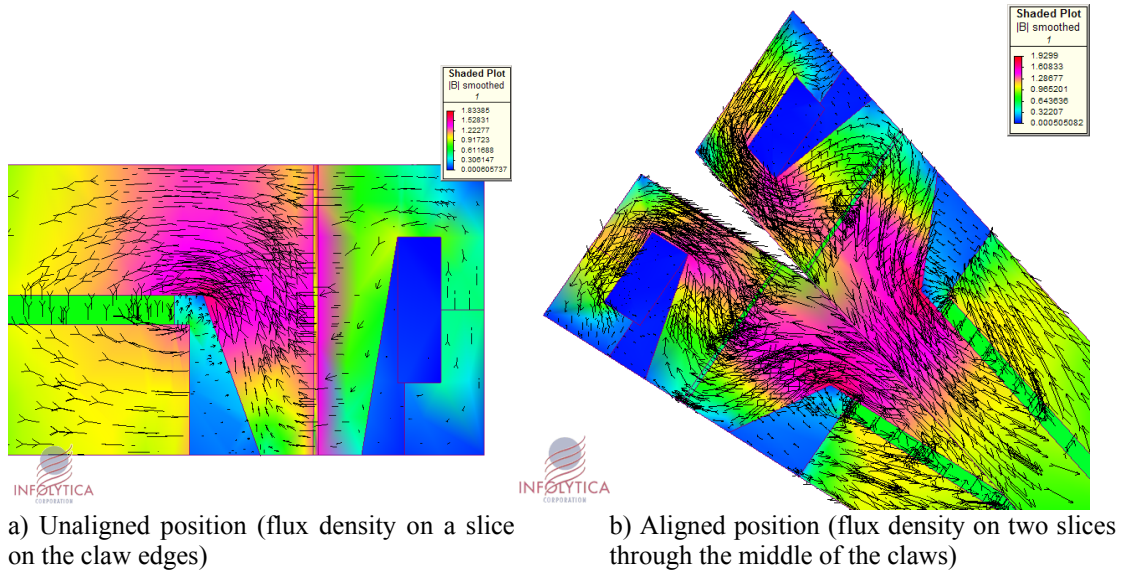 Shaded Plot
|B| smoothed
1
1.83385
1.52831
1.22277
0.91723
0.611688
0.306147
0.000605737
Shaded Plot
|B| smoothed
1
1.9299
1.60833
1.28677
0.965201
0.643636
0.32207
0.000505082
INFOLYTICA
CORPORATION
INFOLYTICA
CORPORATION
a) Unaligned position (flux density on a slice
on the claw edges)
b) Aligned position (flux density on two slices
through the middle of the claws)